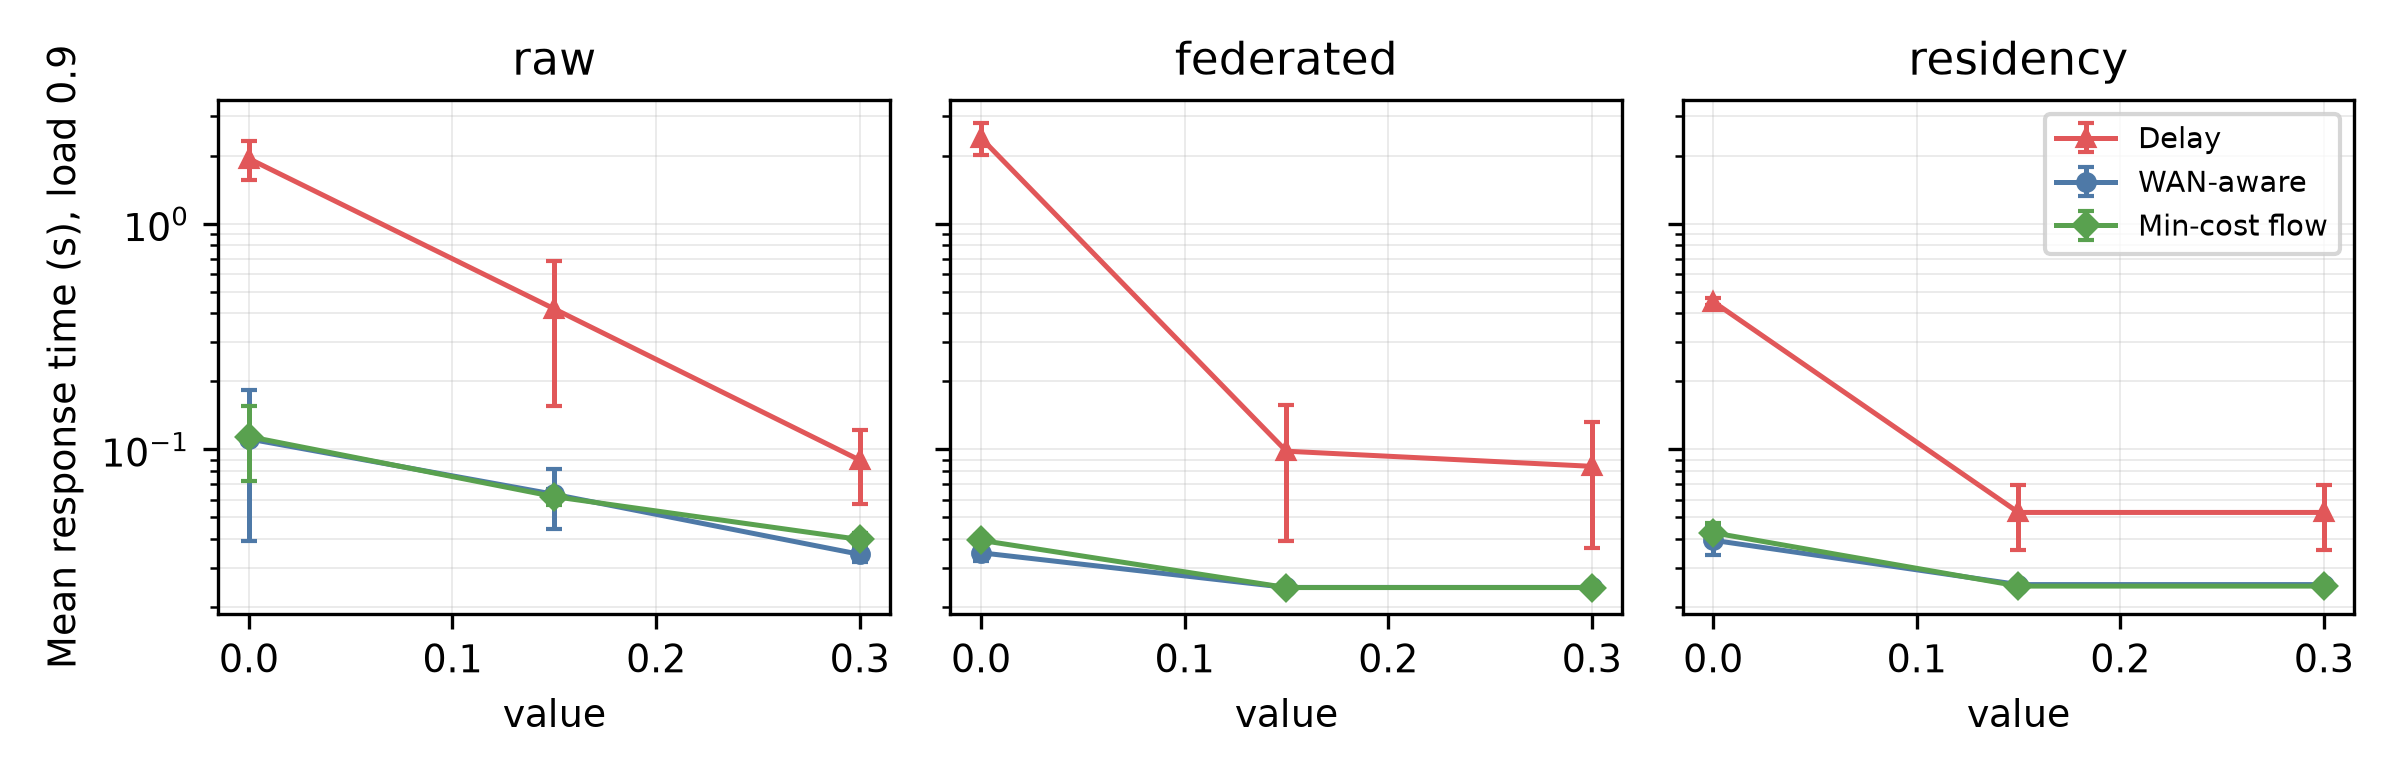 raw
federated
residency
Mean response time (s), load 0.9
10⁰
10⁻¹
Delay
WAN-aware
Min-cost flow
0.0 0.1 0.2 0.3
0.0 0.1 0.2 0.3
0.0 0.1 0.2 0.3
value
value
value